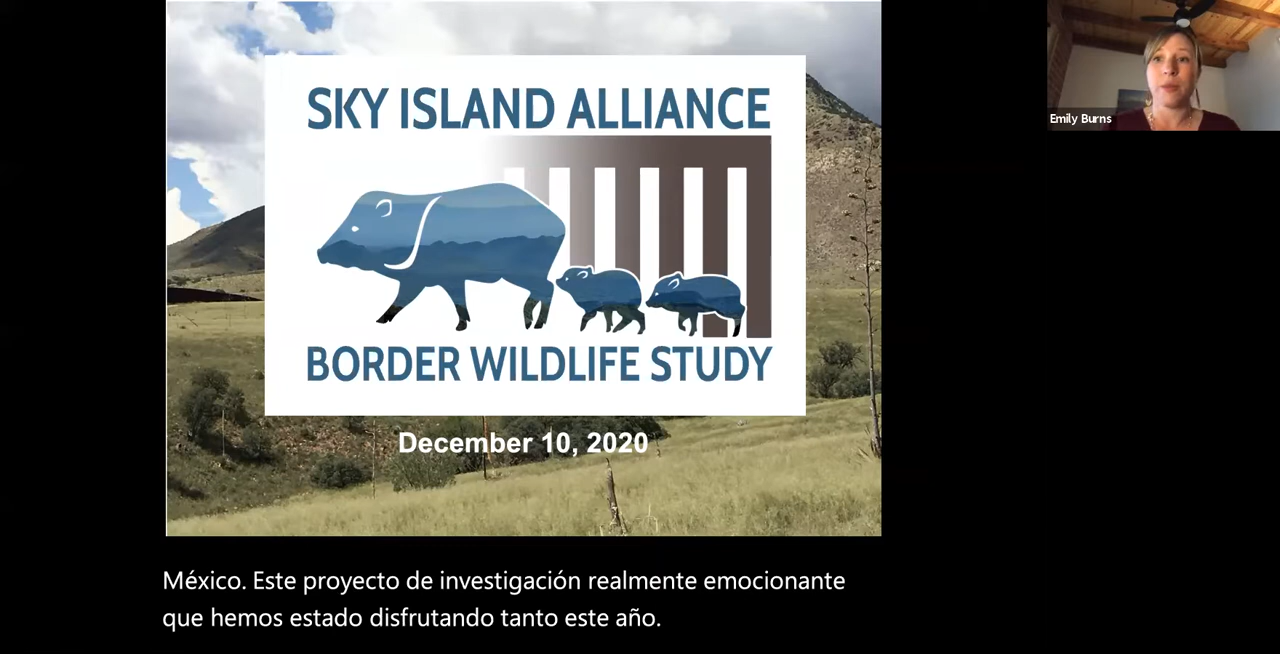 SKY ISLAND ALLIANCE
Emily Burns
BORDER WILDLIFE STUDY
December 10, 2020
México. Este proyecto de investigación realmente emocionante
que hemos estado disfrutando tanto este año.